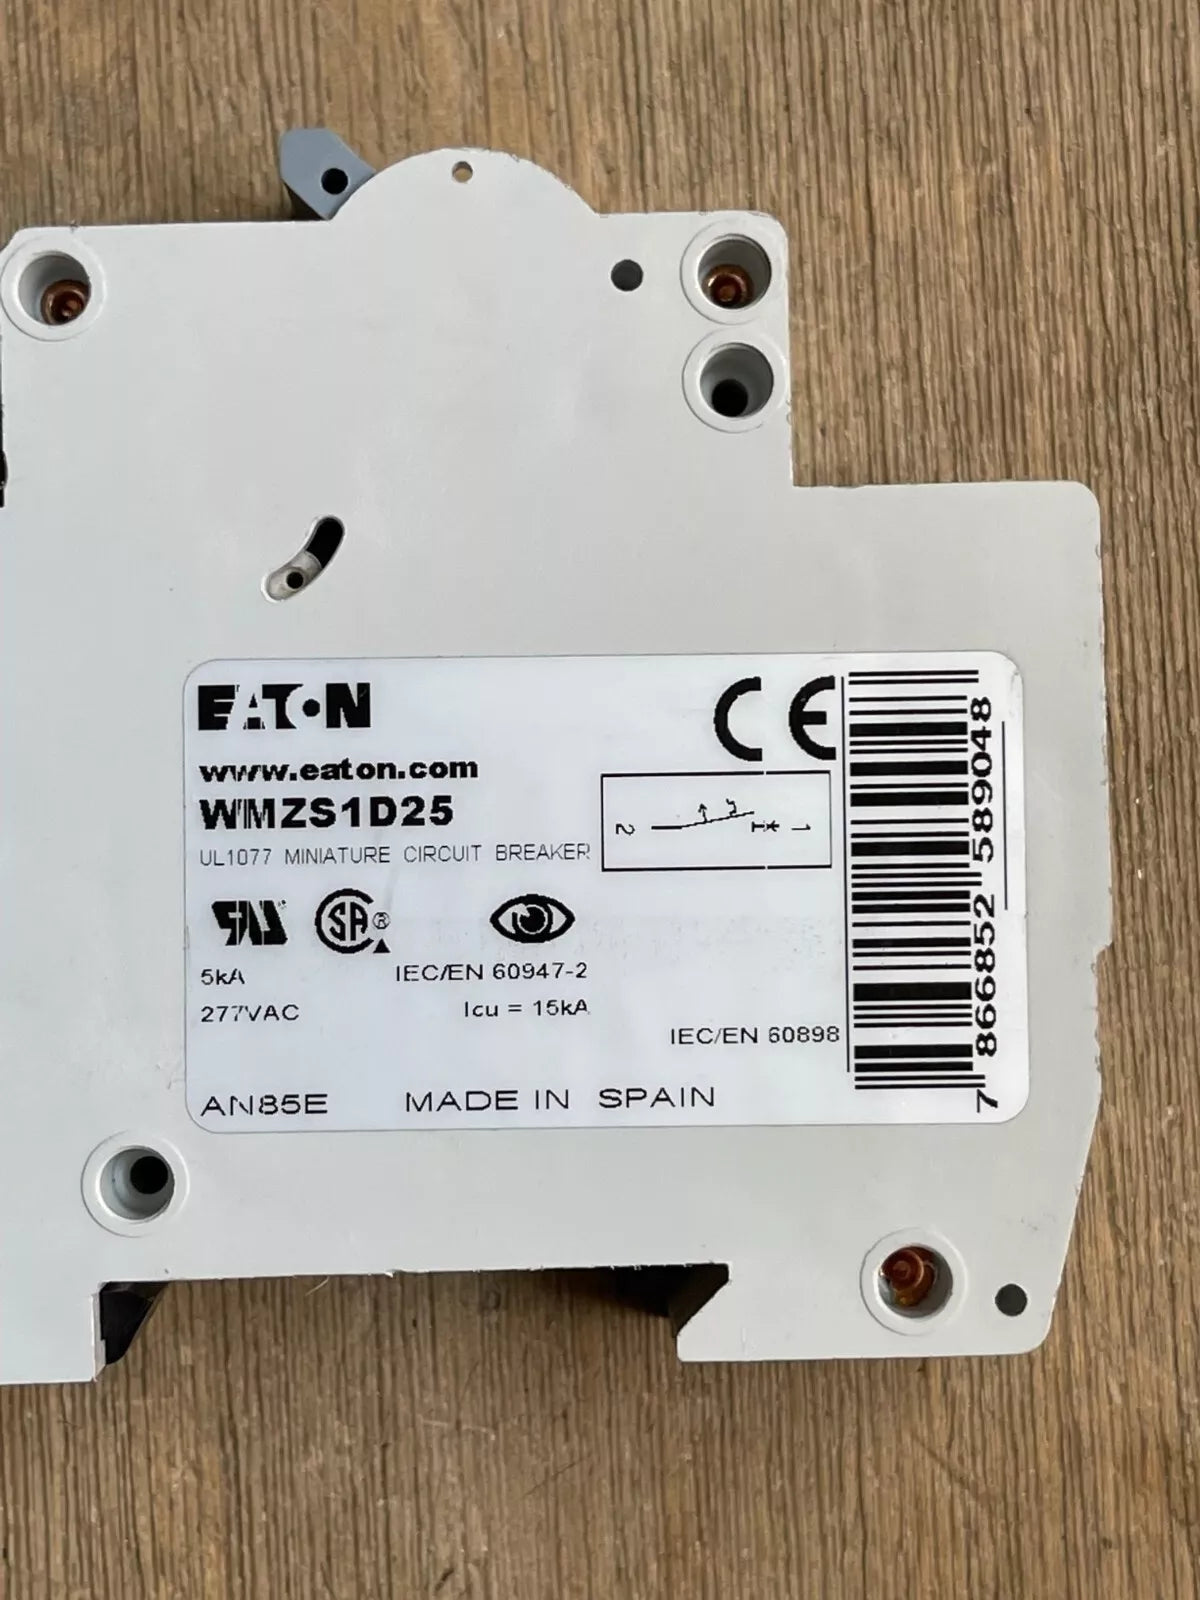 EATON
CE
www.eaton.com
WMZS1D25
2 1
UL1077 MINIATURE CIRCUIT BREAKER
SA ®
5kA
IEC/EN 60947-2
277VAC
Icu = 15kA
IEC/EN 60898
AN85E MADE IN SPAIN
7 866852 589048